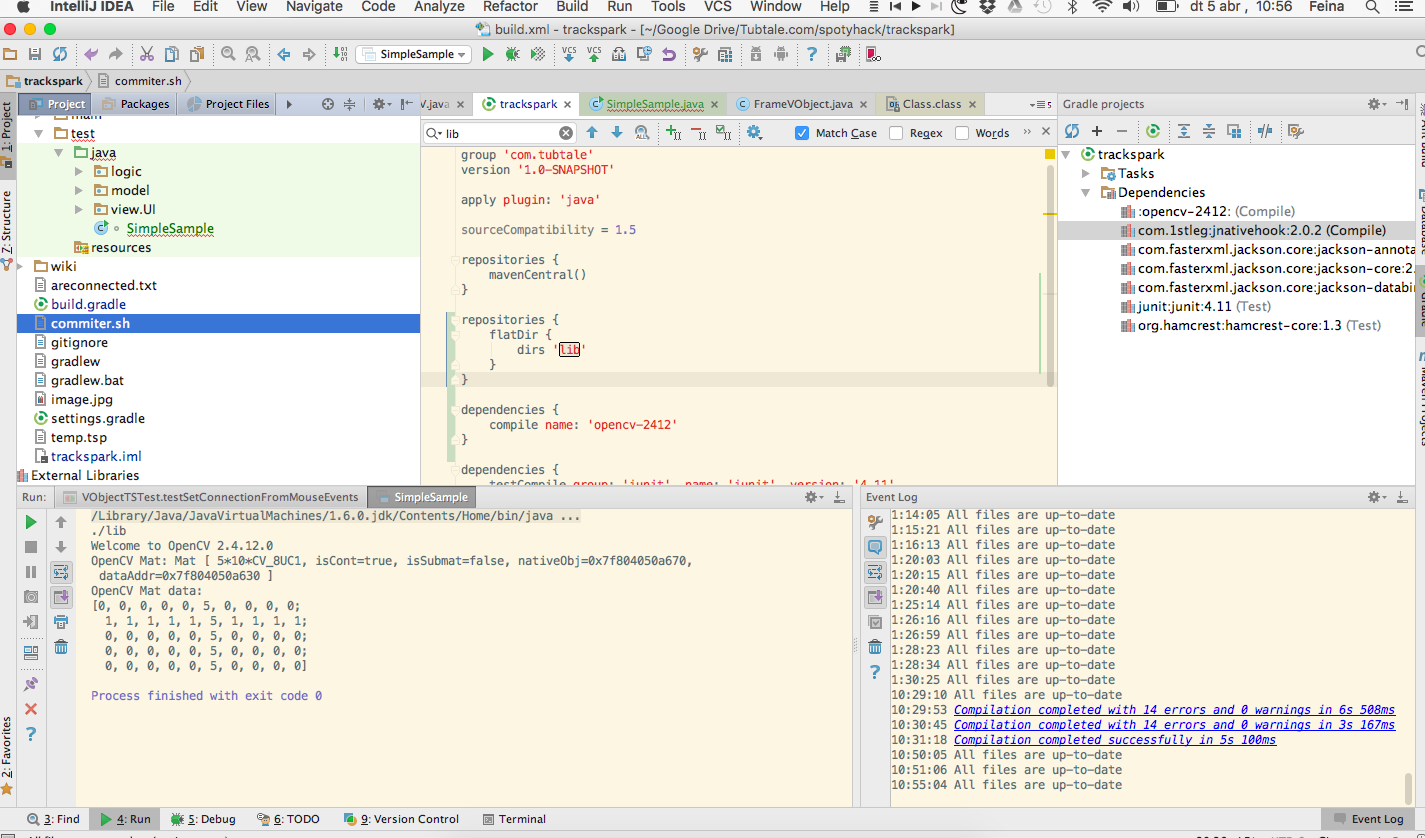 IntelliJ IDEA File Edit View Navigate Code Analyze Refactor Build Run Tools VCS Window Help dt 5 abr , 10:56 Feina
build.xml - trackspark - [~/Google Drive/Tubtale.com/spotyhack/trackspark]
SimpleSample
VCS VCS
trackspark commiter.sh
1: Project
Z: Structure
2: Favorites
Project Packages Project Files
main
test
java
logic
model
view.UI
SimpleSample
resources
wiki
areconnected.txt
build.gradle
commiter.sh
gitignore
gradlew
gradlew.bat
image.jpg
settings.gradle
temp.tsp
trackspark.iml
External Libraries
V.java trackspark SimpleSample.java FrameVObject.java Class.class
lib Match Case Regex Words
group 'com.tubtale'
version '1.0-SNAPSHOT'
apply plugin: 'java'
sourceCompatibility = 1.5
repositories {
mavenCentral()
}
repositories {
flatDir {
dirs 'lib'
}
}
dependencies {
compile name: 'opencv-2412'
}
dependencies {
testCompile group: 'junit', name: 'junit', version: '4.11'
Gradle projects
trackspark
Tasks
Dependencies
:opencv-2412: (Compile)
com.1stleg:jnativehook:2.0.2 (Compile)
com.fasterxml.jackson.core:jackson-annota
com.fasterxml.jackson.core:jackson-core:2.
com.fasterxml.jackson.core:jackson-databin
junit:junit:4.11 (Test)
org.hamcrest:hamcrest-core:1.3 (Test)
Run: VObjectTSTest.testSetConnectionFromMouseEvents SimpleSample
/Library/Java/JavaVirtualMachines/1.6.0.jdk/Contents/Home/bin/java ...
./lib
Welcome to OpenCV 2.4.12.0
OpenCV Mat: Mat [ 5*10*CV_8UC1, isCont=true, isSubmat=false, nativeObj=0x7f804050a670,
dataAddr=0x7f804050a630 ]
OpenCV Mat data:
[0, 0, 0, 0, 0, 5, 0, 0, 0, 0;
1, 1, 1, 1, 1, 5, 1, 1, 1, 1;
0, 0, 0, 0, 0, 5, 0, 0, 0, 0;
0, 0, 0, 0, 0, 5, 0, 0, 0, 0;
0, 0, 0, 0, 0, 5, 0, 0, 0, 0]
Process finished with exit code 0
Event Log
1:14:05 All files are up-to-date
1:15:21 All files are up-to-date
1:16:13 All files are up-to-date
1:20:03 All files are up-to-date
1:20:15 All files are up-to-date
1:20:40 All files are up-to-date
1:25:14 All files are up-to-date
1:26:16 All files are up-to-date
1:26:59 All files are up-to-date
1:28:23 All files are up-to-date
1:28:34 All files are up-to-date
1:30:25 All files are up-to-date
10:29:10 All files are up-to-date
10:29:53 Compilation completed with 14 errors and 0 warnings in 6s 508ms
10:30:45 Compilation completed with 14 errors and 0 warnings in 3s 167ms
10:31:18 Compilation completed successfully in 5s 100ms
10:50:05 All files are up-to-date
10:51:06 All files are up-to-date
10:55:04 All files are up-to-date
3: Find 4: Run 5: Debug 6: TODO 9: Version Control Terminal Event Log